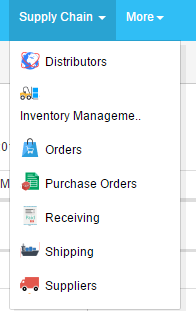 Supply Chain
More
Distributors
Inventory Manageme..
Orders
Purchase Orders
Receiving
Shipping
Suppliers